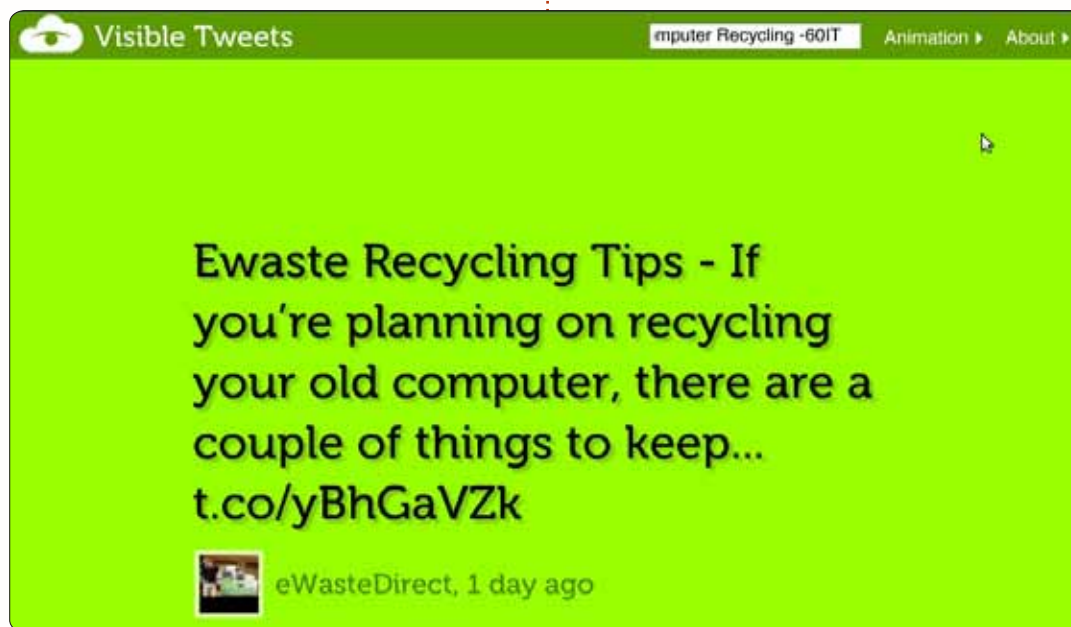 Visible Tweets
mputer Recycling -60IT
Animation
About
Ewaste Recycling Tips - If
you're planning on recycling
your old computer, there are a
couple of things to keep...
t.co/yBhGaVZk
eWasteDirect, 1 day ago